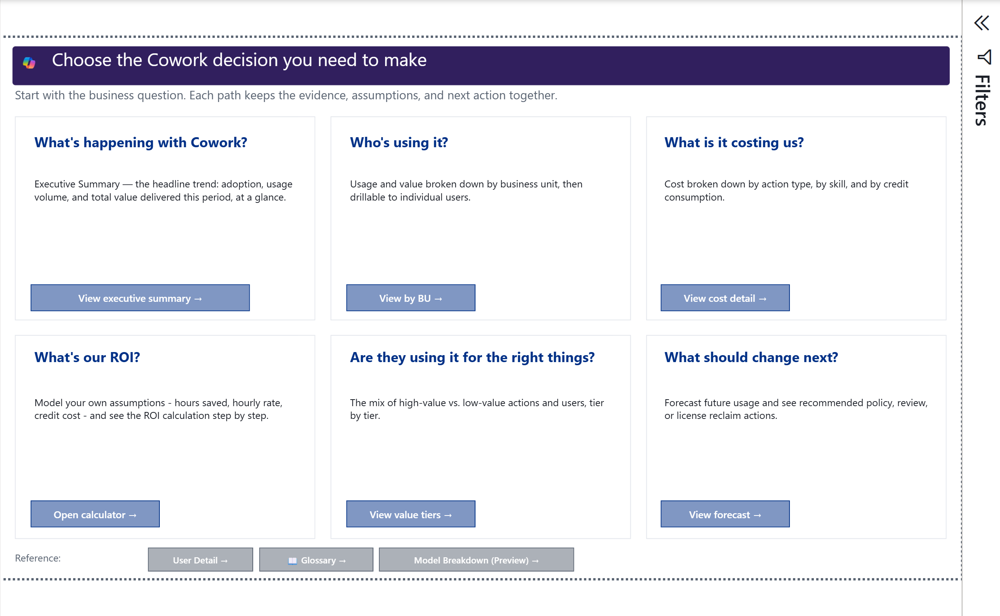 Choose the Cowork decision you need to make
Start with the business question. Each path keeps the evidence, assumptions, and next action together.
What's happening with Cowork?
Executive Summary — the headline trend: adoption, usage
volume, and total value delivered this period, at a glance.
View executive summary →
Who's using it?
Usage and value broken down by business unit, then
drillable to individual users.
View by BU →
What is it costing us?
Cost broken down by action type, by skill, and by credit
consumption.
View cost detail →
What's our ROI?
Model your own assumptions - hours saved, hourly rate,
credit cost - and see the ROI calculation step by step.
Open calculator →
Are they using it for the right things?
The mix of high-value vs. low-value actions and users, tier
by tier.
View value tiers →
What should change next?
Forecast future usage and see recommended policy, review,
or license reclaim actions.
View forecast →
Reference:
User Detail →
📖 Glossary →
Model Breakdown (Preview) →
Filters